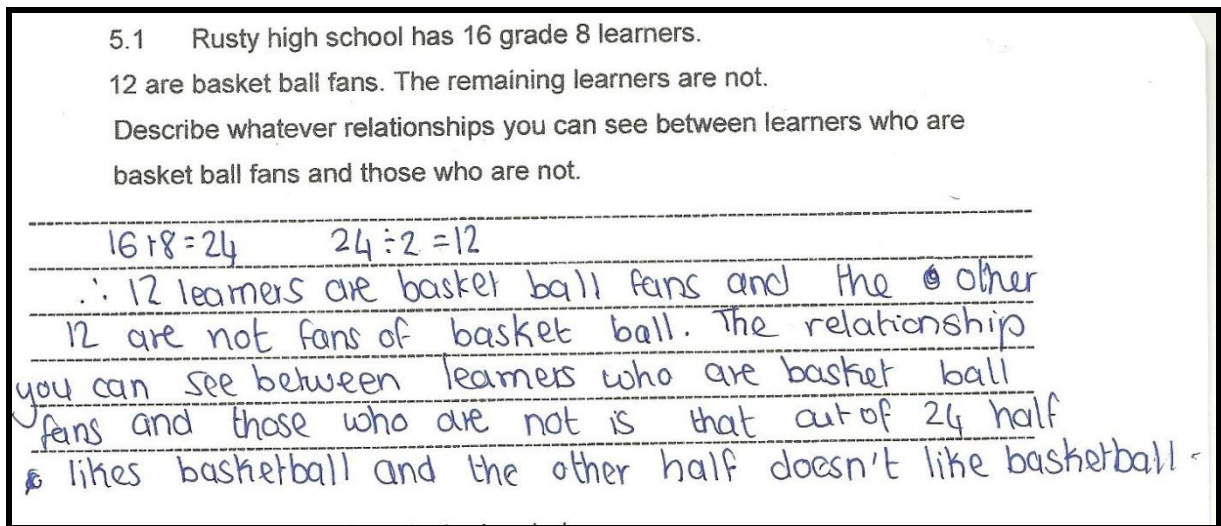 5.1 Rusty high school has 16 grade 8 learners.
12 are basket ball fans. The remaining learners are not.
Describe whatever relationships you can see between learners who are
basket ball fans and those who are not.
16+8=24 24÷2=12
∴ 12 learners are basket ball fans and the other
12 are not fans of basket ball. The relationship
you can see between learners who are basket ball
fans and those who are not is that out of 24 half
likes basketball and the other half doesn't like basketball.